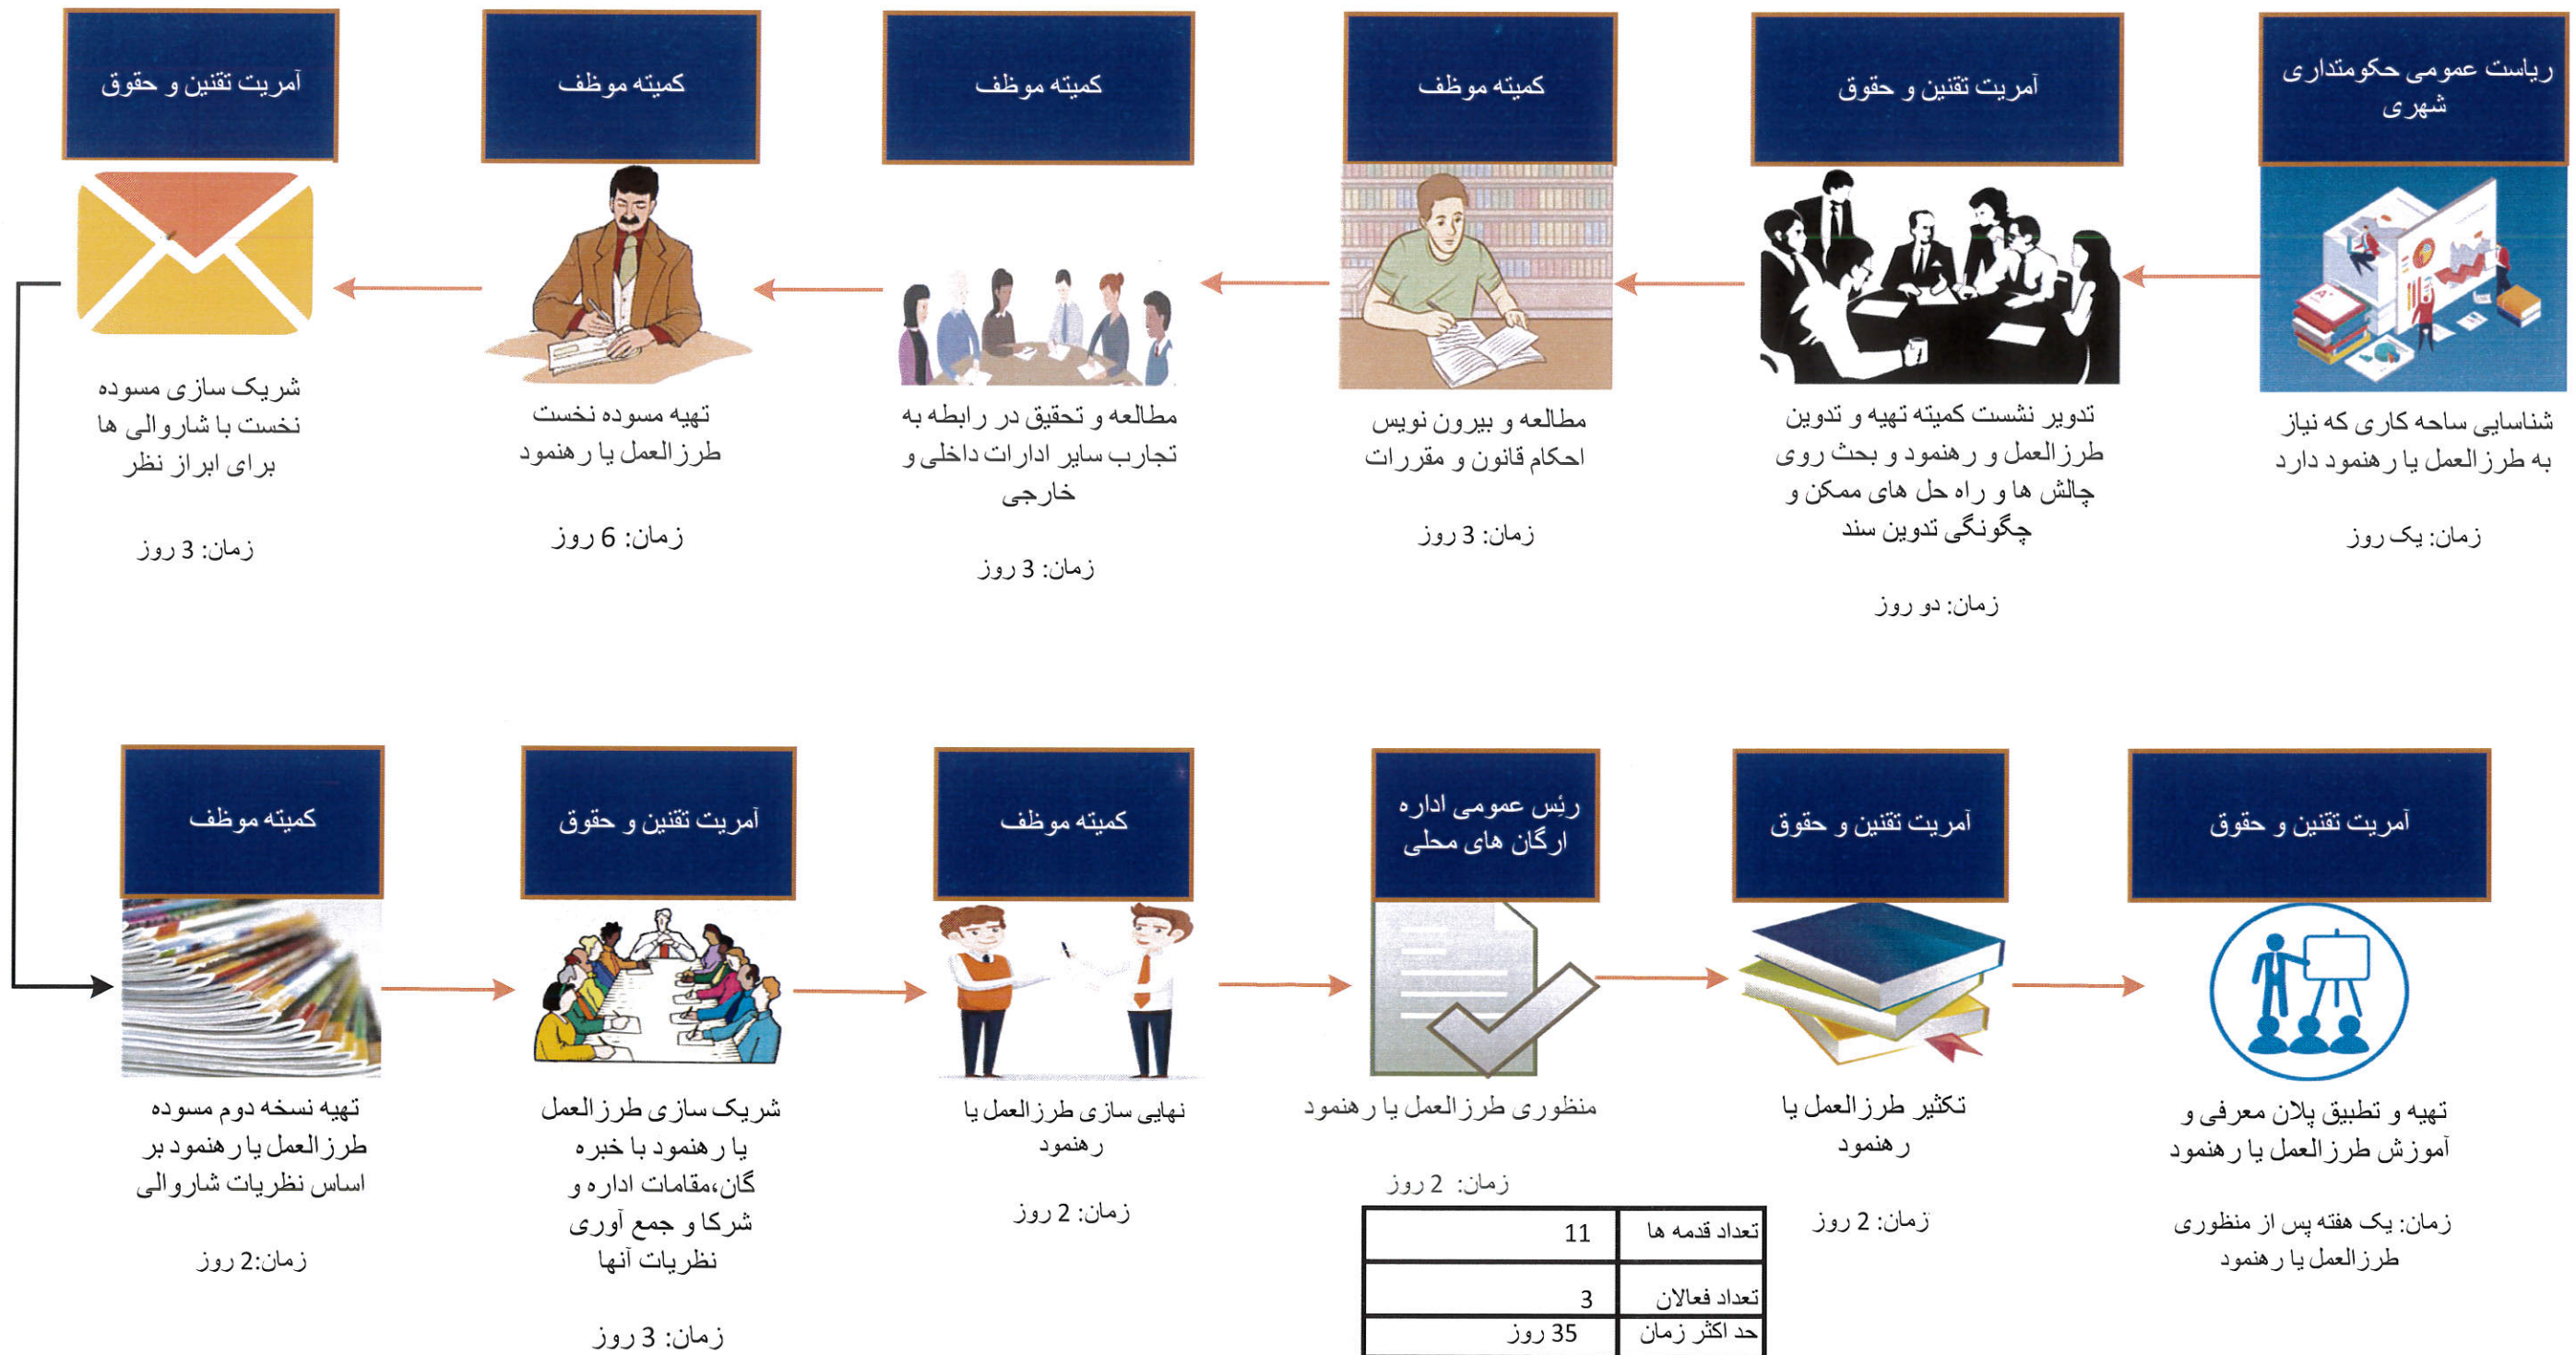 ریاست عمومی حکومتداری
شهری
شناسایی ساحه کاری که نیاز
به طرزالعمل یا رهنمود دارد
زمان: یک روز
آمریت تقنین و حقوق
تدویر نشست کمیته تهیه و تدوین
طرزالعمل و رهنمود و بحث روی
چالش ها و راه حل های ممکن و
چگونگی تدوین سند
زمان: دو روز
کمیته موظف
مطالعه و بیرون نویس
احکام قانون و مقررات
زمان: 3 روز
کمیته موظف
مطالعه و تحقیق در رابطه به
تجارب سایر ادارات داخلی و
خارجی
زمان: 3 روز
کمیته موظف
تهیه مسوده نخست
طرزالعمل یا رهنمود
زمان: 6 روز
آمریت تقنین و حقوق
شریک سازی مسوده
نخست با شاروالی ها
برای ابراز نظر
زمان: 3 روز
کمیته موظف
تهیه نسخه دوم مسوده
طرزالعمل یا رهنمود بر
اساس نظریات شاروالی
زمان:2 روز
آمریت تقنین و حقوق
شریک سازی طرزالعمل
یا رهنمود با خبره
گان،مقامات اداره و
شرکا و جمع آوری
نظریات آنها
زمان: 3 روز
کمیته موظف
نهایی سازی طرزالعمل یا
رهنمود
زمان: 2 روز
رئس عمومی اداره
ارگان های محلی
منظوری طرزالعمل یا رهنمود
زمان: 2 روز
آمریت تقنین و حقوق
تکثیر طرزالعمل یا
رهنمود
زمان: 2 روز
آمریت تقنین و حقوق
تهیه و تطبیق پلان معرفی و
آموزش طرزالعمل یا رهنمود
زمان: یک هفته پس از منظوری
طرزالعمل یا رهنمود
تعداد قدمه ها 11
تعداد فعالان 3
حد اکثر زمان 35 روز